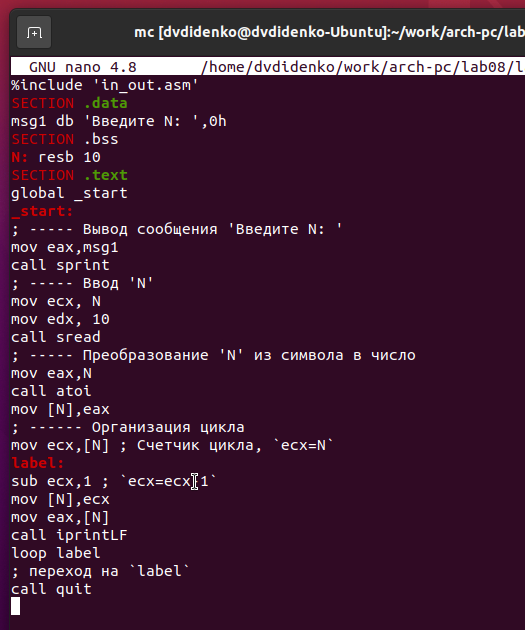 mc [dvdidenko@dvdidenko-Ubuntu]:~/work/arch-pc/lab
GNU nano 4.8 /home/dvdidenko/work/arch-pc/lab08/l
%include 'in_out.asm'
SECTION .data
msg1 db 'Введите N: ',0h
SECTION .bss
N: resb 10
SECTION .text
global _start
_start:
; ----- Вывод сообщения 'Введите N: '
mov eax,msg1
call sprint
; ----- Ввод 'N'
mov ecx, N
mov edx, 10
call sread
; ----- Преобразование 'N' из символа в число
mov eax,N
call atoi
mov [N],eax
; ------ Организация цикла
mov ecx,[N] ; Счетчик цикла, `ecx=N`
label:
sub ecx,1 ; `ecx=ecx-1`
mov [N],ecx
mov eax,[N]
call iprintLF
loop label
; переход на `label`
call quit